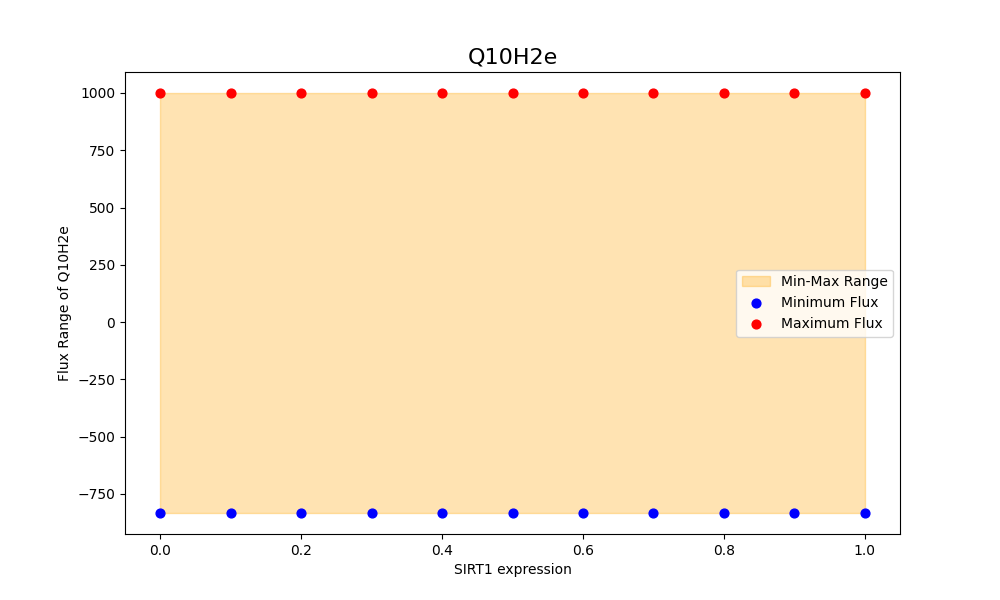 Q10H2e
Flux Range of Q10H2e
1000
750
500
250
0
−250
−500
−750
Min-Max Range
Minimum Flux
Maximum Flux
0.0
0.2
0.4
0.6
0.8
1.0
SIRT1 expression